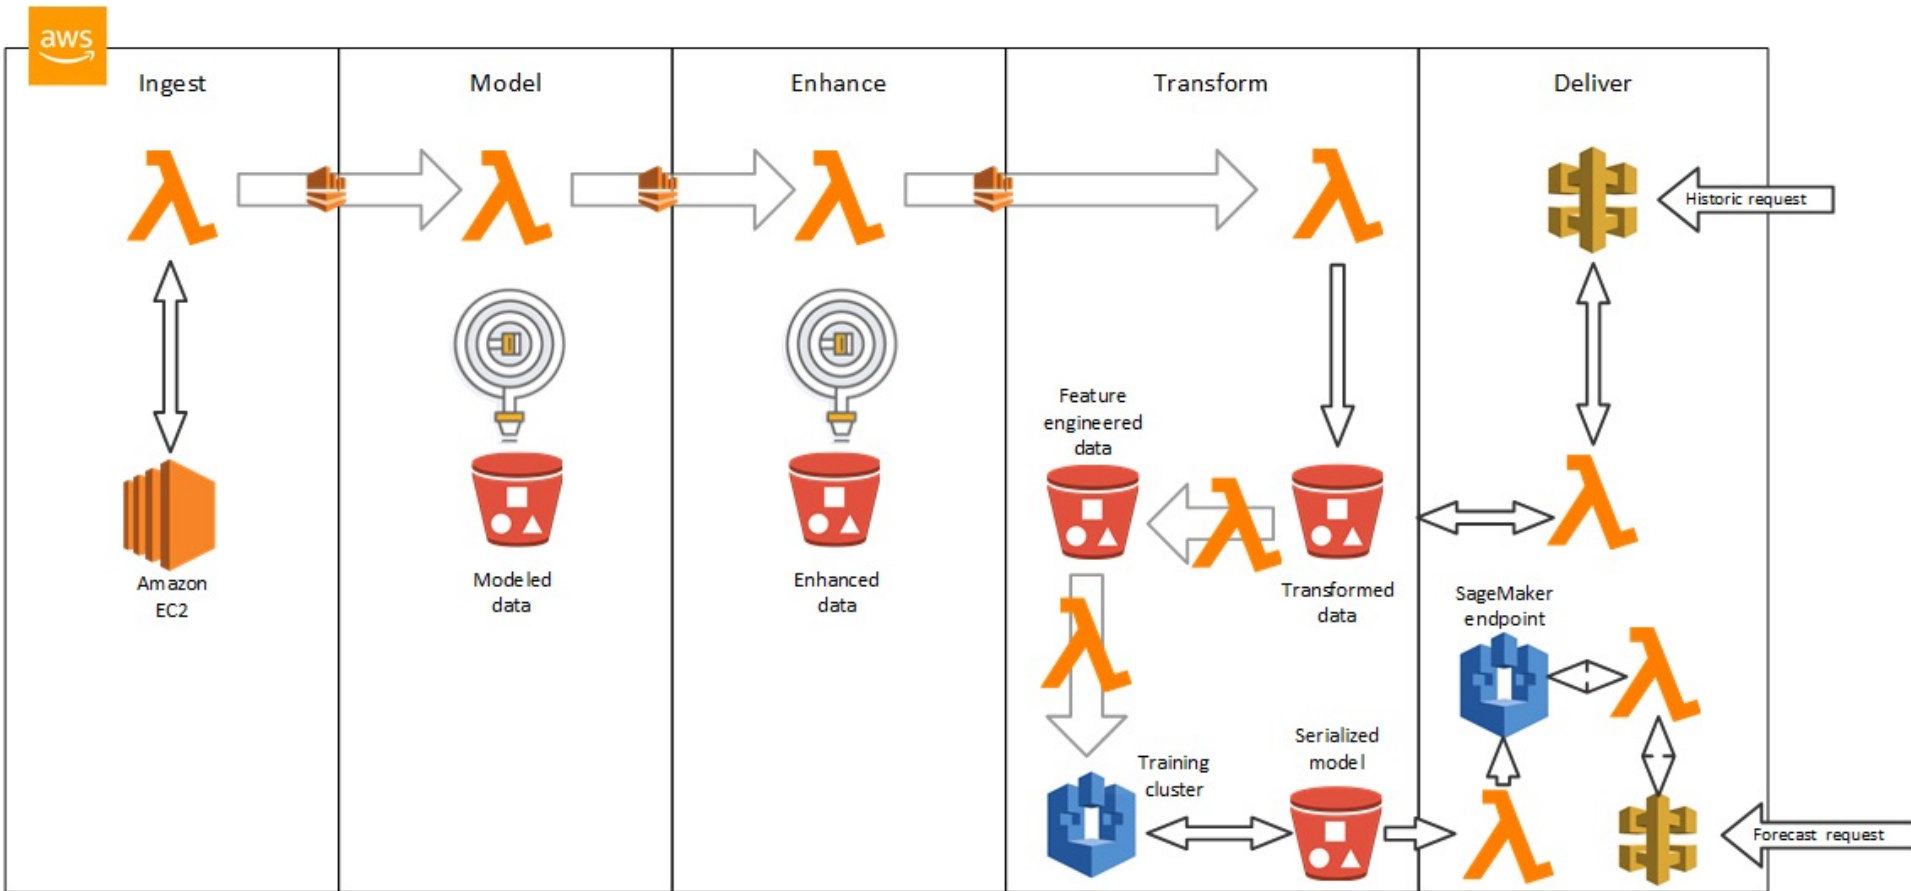 aws
Ingest
Model
Enhance
Transform
Deliver
Historic request
Feature
engineered
data
Amazon
EC2
Modeled
data
Enhanced
data
Transformed
data
SageMaker
endpoint
Training
cluster
Serialized
model
Forecast request